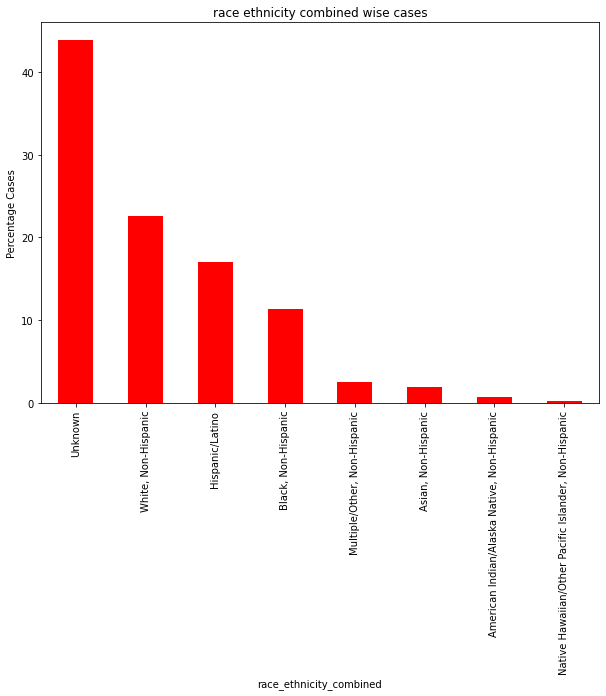 race ethnicity combined wise cases
Percentage Cases
40
30
20
10
0
Unknown
White, Non-Hispanic
Hispanic/Latino
Black, Non-Hispanic
Multiple/Other, Non-Hispanic
Asian, Non-Hispanic
American Indian/Alaska Native, Non-Hispanic
Native Hawaiian/Other Pacific Islander, Non-Hispanic
race_ethnicity_combined